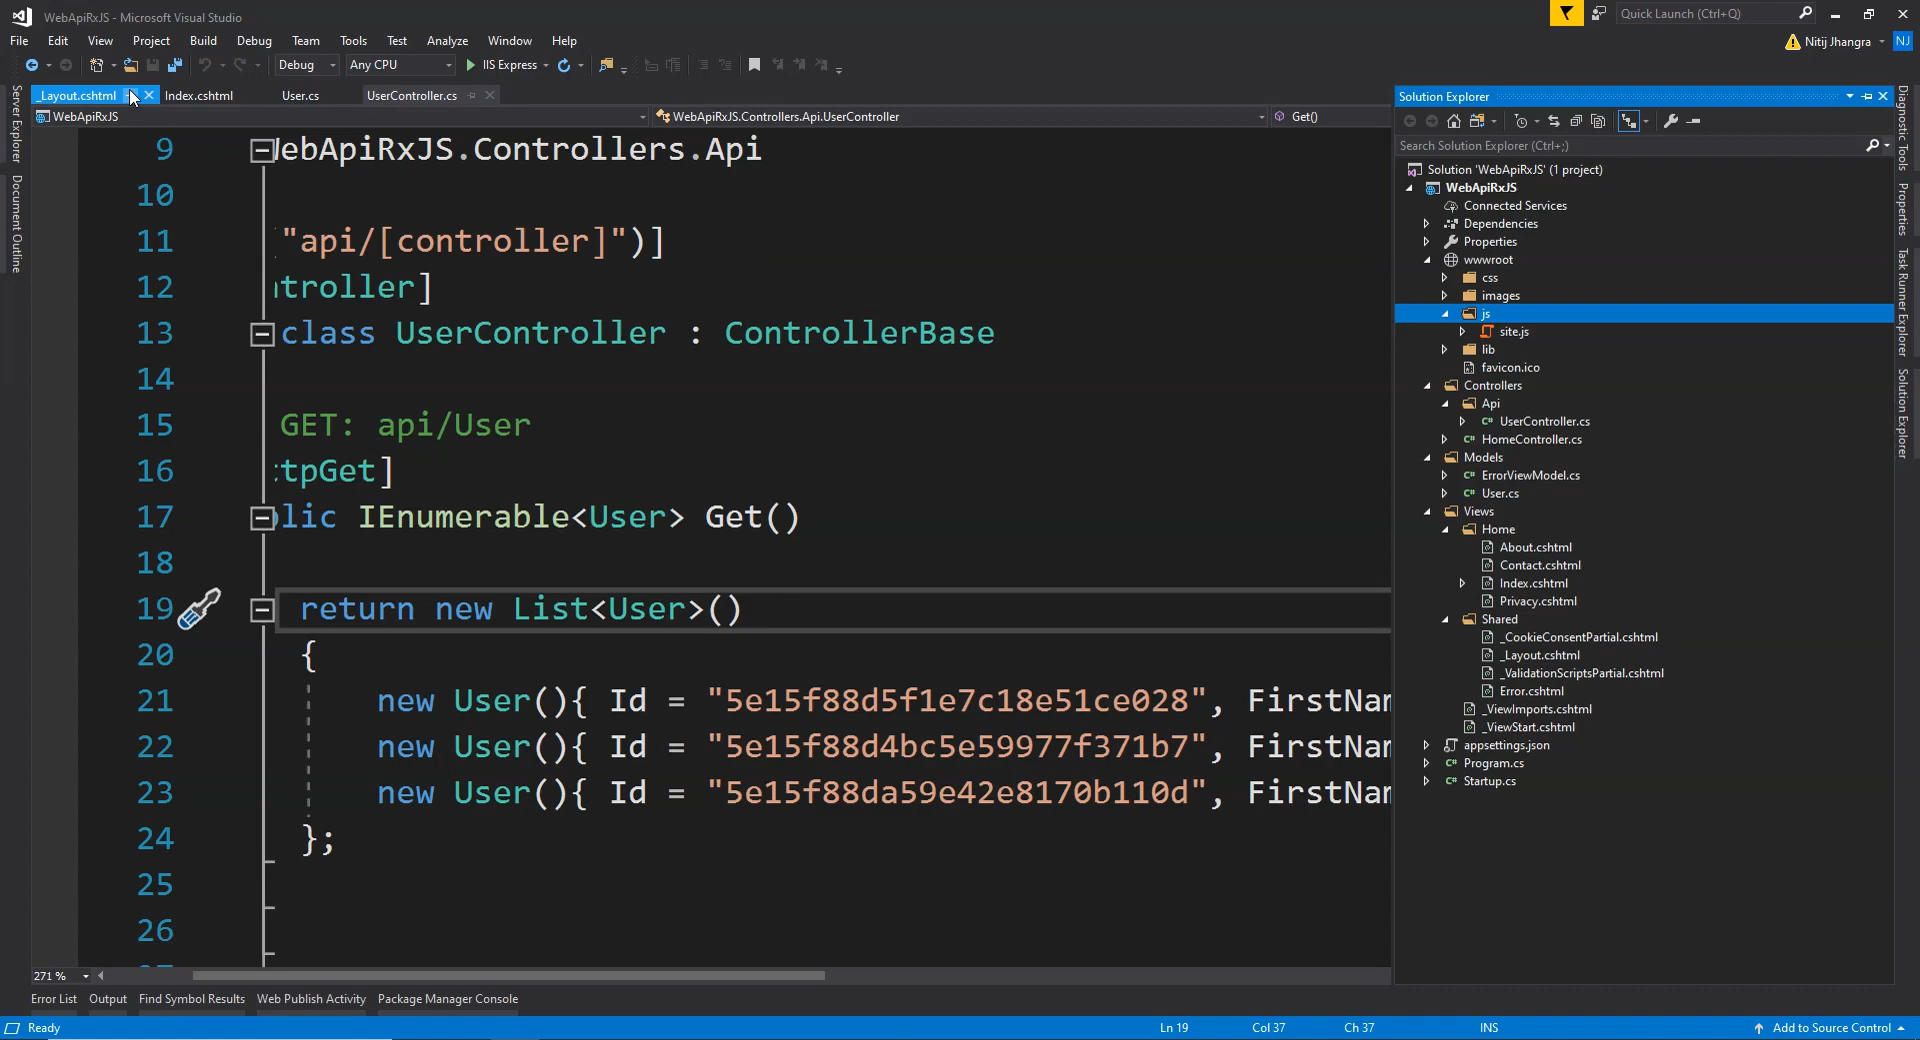 WebApiRxJS - Microsoft Visual Studio
Quick Launch (Ctrl+Q)
File Edit View Project Build Debug Team Tools Test Analyze Window Help
Nitij Jhangra NJ
Debug Any CPU IIS Express
_Layout.cshtml Index.cshtml User.cs UserController.cs
WebApiRxJS WebApiRxJS.Controllers.Api.UserController Get()
Server Explorer
Document Outline
9 WebApiRxJS.Controllers.Api
10
11 ("api/[controller]")]
12 ntroller]
13 class UserController : ControllerBase
14
15 GET: api/User
16 ttpGet]
17 blic IEnumerable<User> Get()
18
19 return new List<User>()
20 {
21 new User(){ Id = "5e15f88d5f1e7c18e51ce028", FirstNam
22 new User(){ Id = "5e15f88d4bc5e59977f371b7", FirstNam
23 new User(){ Id = "5e15f88da59e42e8170b110d", FirstNam
24 };
25
26
271 %
Solution Explorer
Search Solution Explorer (Ctrl+;)
Solution 'WebApiRxJS' (1 project)
WebApiRxJS
Connected Services
Dependencies
Properties
wwwroot
css
images
js
site.js
lib
favicon.ico
Controllers
Api
UserController.cs
HomeController.cs
Models
ErrorViewModel.cs
User.cs
Views
Home
About.cshtml
Contact.cshtml
Index.cshtml
Privacy.cshtml
Shared
_CookieConsentPartial.cshtml
_Layout.cshtml
_ValidationScriptsPartial.cshtml
Error.cshtml
_ViewImports.cshtml
_ViewStart.cshtml
appsettings.json
Program.cs
Startup.cs
Diagnostic Tools
Properties
Task Runner Explorer
Solution Explorer
Error List Output Find Symbol Results Web Publish Activity Package Manager Console
Ready Ln 19 Col 37 Ch 37 INS Add to Source Control